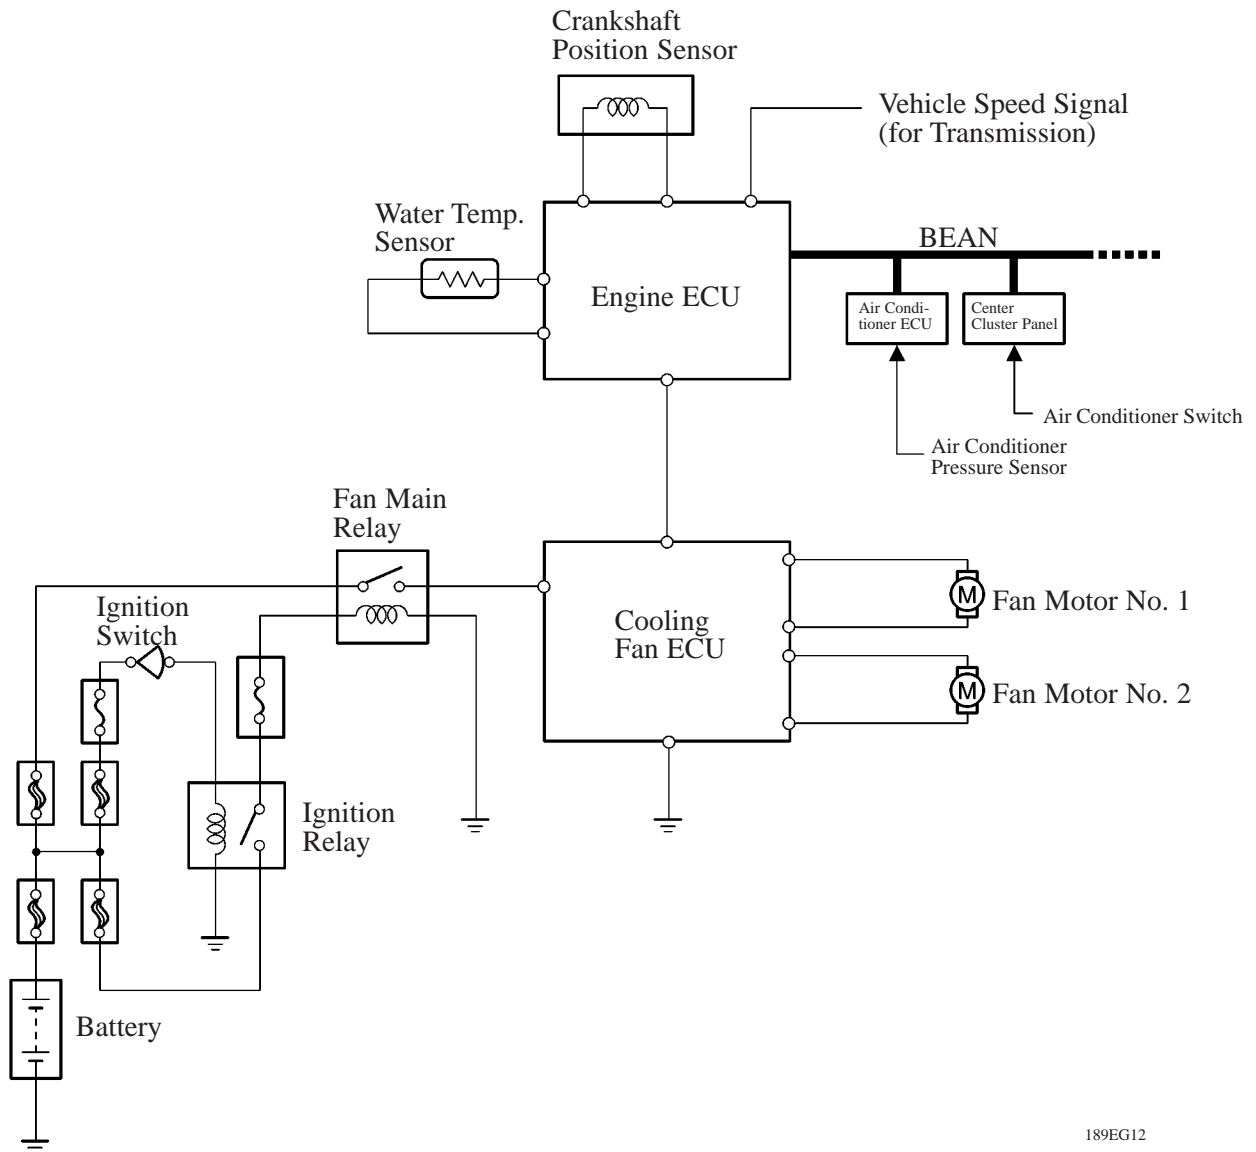 Crankshaft
Position Sensor
Vehicle Speed Signal
(for Transmission)
Water Temp.
Sensor
BEAN
Engine ECU
Air Condi-
tioner ECU
Center
Cluster Panel
Air Conditioner Switch
Air Conditioner
Pressure Sensor
Fan Main
Relay
Ignition
Switch
Cooling
Fan ECU
M
Fan Motor No. 1
M
Fan Motor No. 2
Ignition
Relay
Battery
189EG12